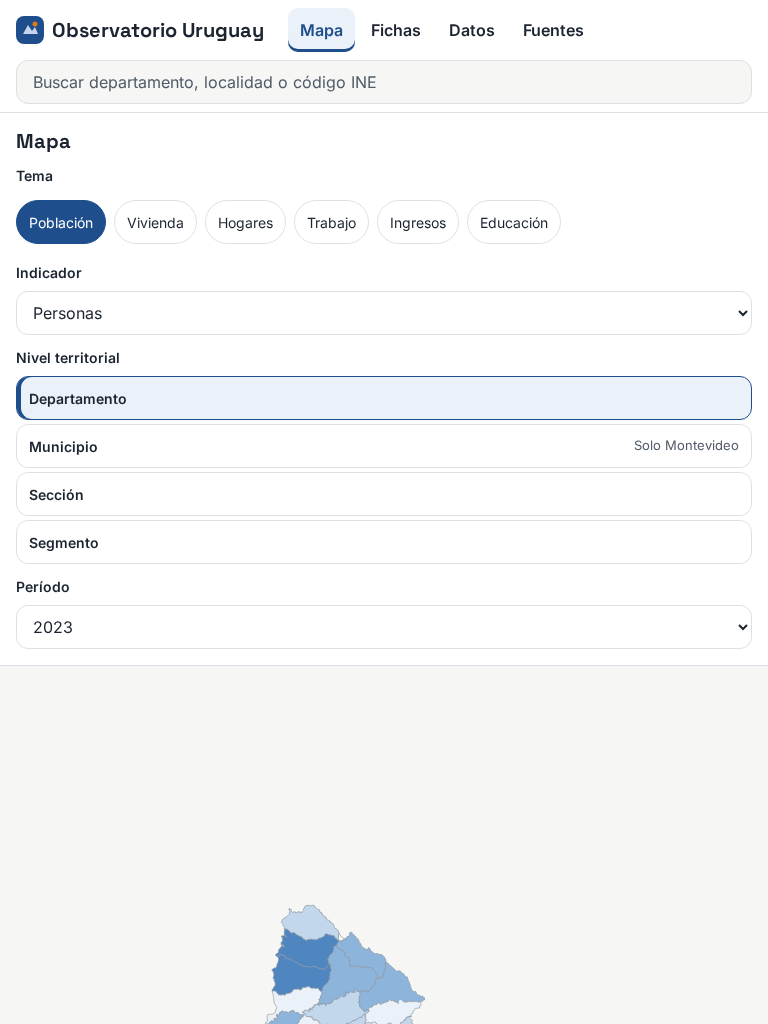 Observatorio Uruguay
Mapa
Fichas
Datos
Fuentes
Buscar departamento, localidad o código INE
Mapa
Tema
Población
Vivienda
Hogares
Trabajo
Ingresos
Educación
Indicador
Personas
Nivel territorial
Departamento
Municipio
Solo Montevideo
Sección
Segmento
Período
2023